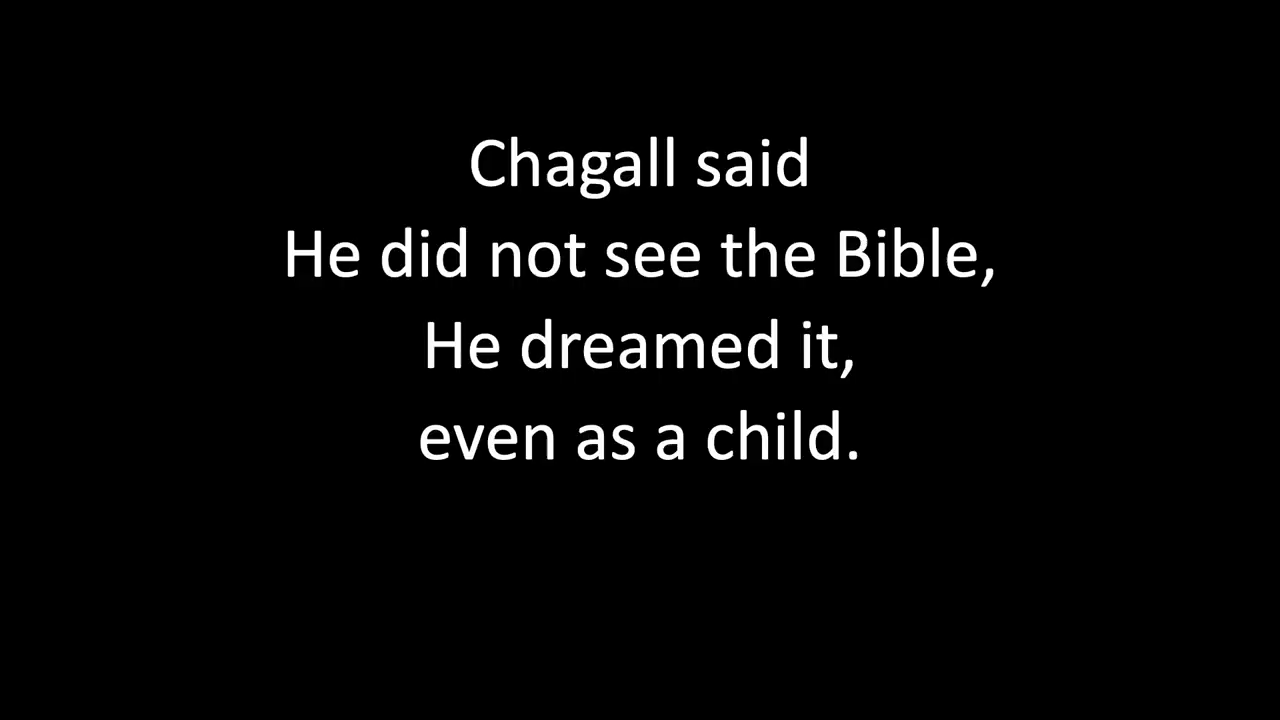 Chagall said
He did not see the Bible,
He dreamed it,
even as a child.